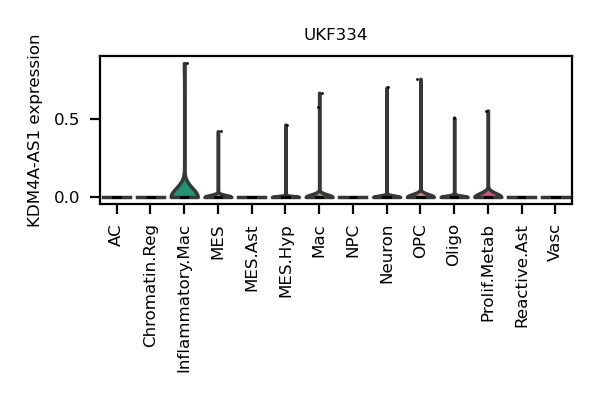 UKF334
KDM4A-AS1 expression
0.5
0.0
AC
Chromatin.Reg
Inflammatory.Mac
MES
MES.Ast
MES.Hyp
Mac
NPC
Neuron
OPC
Oligo
Prolif.Metab
Reactive.Ast
Vasc